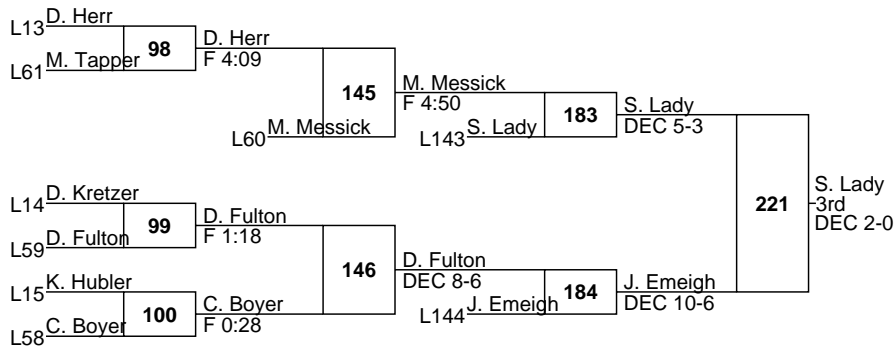 L13 D. Herr
98
L61 M. Tapper
D. Herr
F 4:09
145
L60 M. Messick
M. Messick
F 4:50
183
L143 S. Lady
S. Lady
DEC 5-3
221
S. Lady
3rd
DEC 2-0
L14 D. Kretzer
99
L59 D. Fulton
D. Fulton
F 1:18
146
D. Fulton
DEC 8-6
184
L144 J. Emeigh
J. Emeigh
DEC 10-6
L15 K. Hubler
100
L58 C. Boyer
C. Boyer
F 0:28